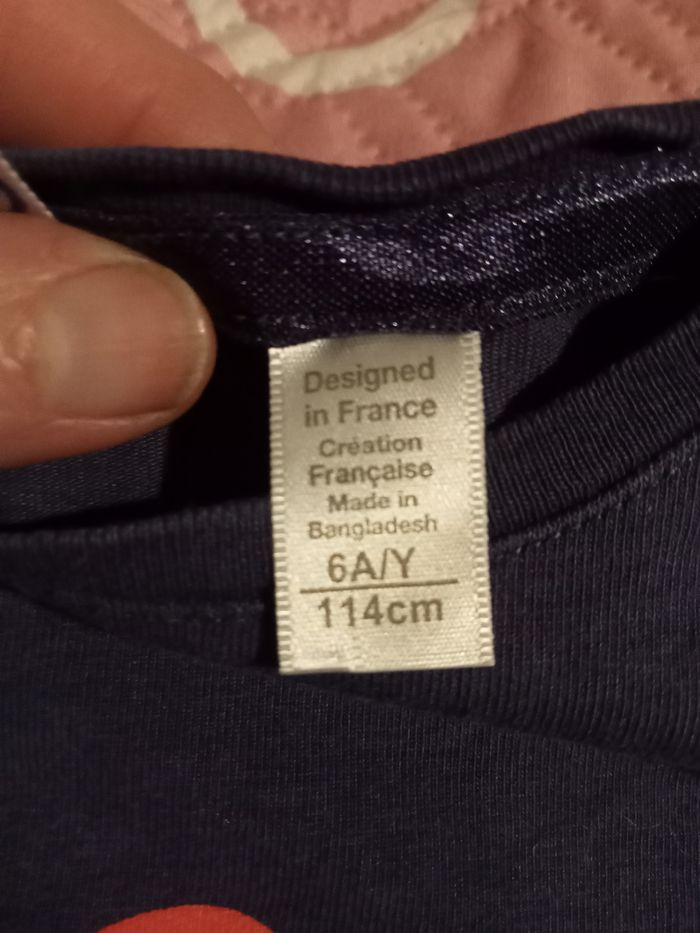 Designed
in France
Création
Française
Made in
Bangladesh
6A/Y
114cm